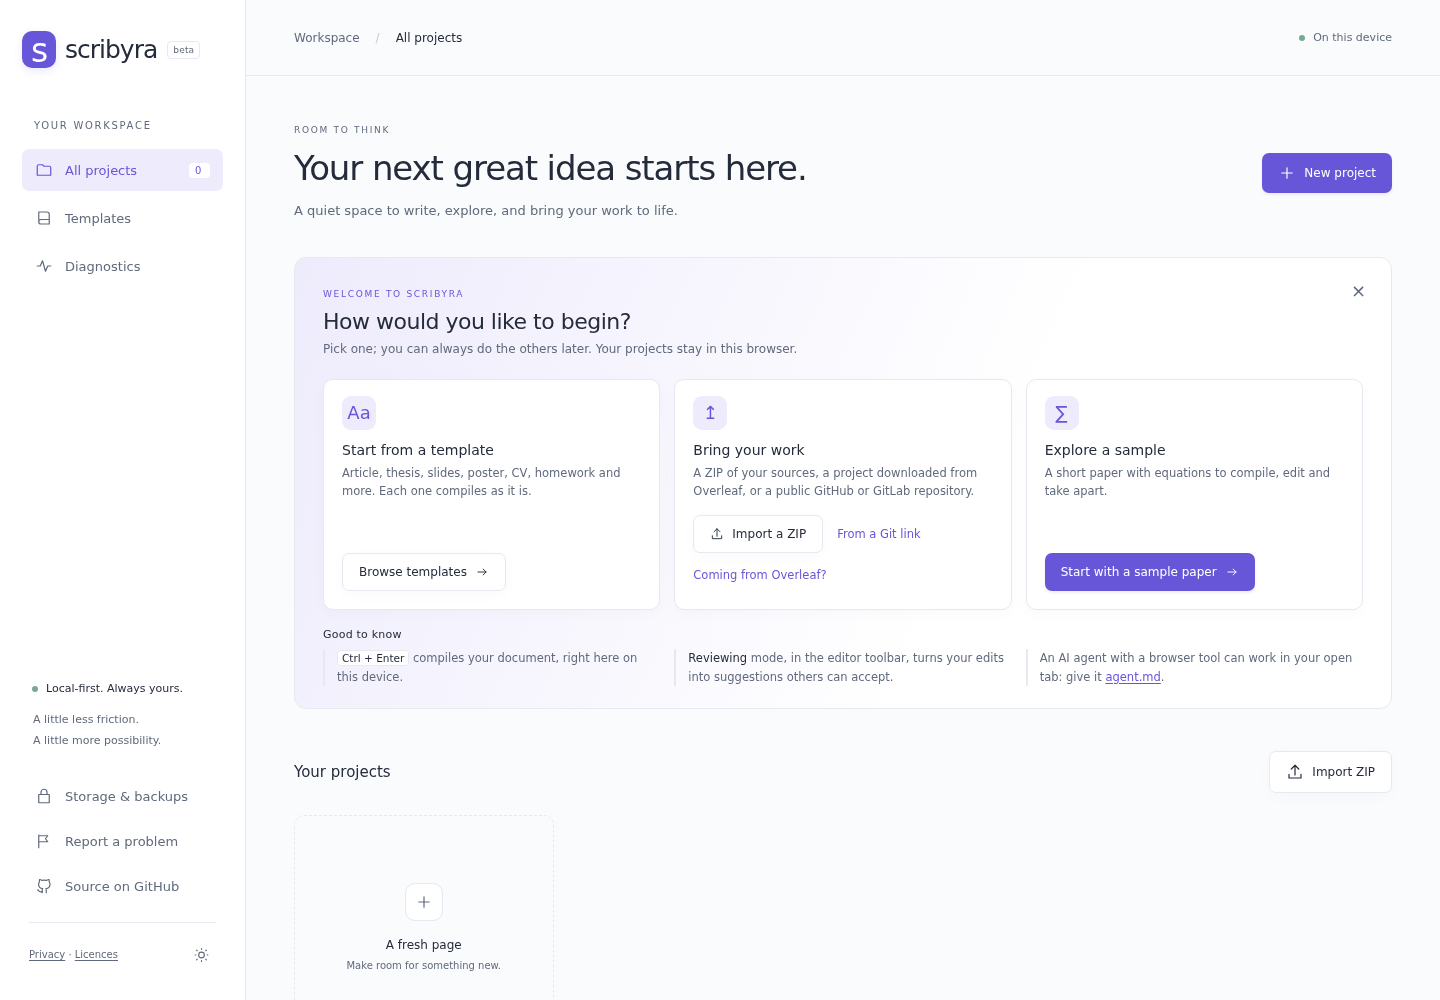 S scribyra beta
YOUR WORKSPACE
All projects 0
Templates
Diagnostics
Local-first. Always yours.
A little less friction.
A little more possibility.
Storage & backups
Report a problem
Source on GitHub
Privacy · Licences
Workspace / All projects
On this device
ROOM TO THINK
Your next great idea starts here.
A quiet space to write, explore, and bring your work to life.
New project
WELCOME TO SCRIBYRA
How would you like to begin?
Pick one; you can always do the others later. Your projects stay in this browser.
Aa
Start from a template
Article, thesis, slides, poster, CV, homework and
more. Each one compiles as it is.
Browse templates →
↥
Bring your work
A ZIP of your sources, a project downloaded from
Overleaf, or a public GitHub or GitLab repository.
Import a ZIP From a Git link
Coming from Overleaf?
∑
Explore a sample
A short paper with equations to compile, edit and
take apart.
Start with a sample paper →
Good to know
Ctrl + Enter compiles your document, right here on
this device.
Reviewing mode, in the editor toolbar, turns your edits
into suggestions others can accept.
An AI agent with a browser tool can work in your open
tab: give it agent.md.
Your projects
Import ZIP
A fresh page
Make room for something new.